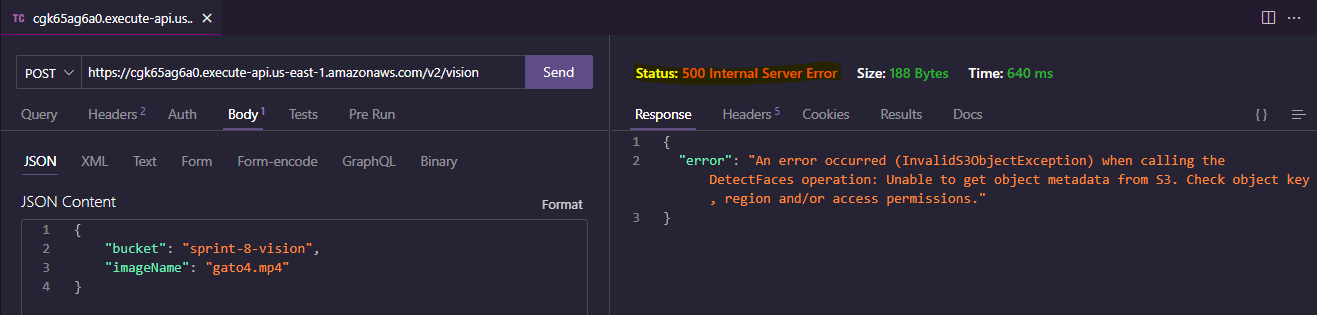 TC cgk65ag6a0.execute-api.us.. ×
POST https://cgk65ag6a0.execute-api.us-east-1.amazonaws.com/v2/vision Send
Query Headers 2 Auth Body 1 Tests Pre Run
JSON XML Text Form Form-encode GraphQL Binary
JSON Content Format
1 {
2 "bucket": "sprint-8-vision",
3 "imageName": "gato4.mp4"
4 }
Status: 500 Internal Server Error Size: 188 Bytes Time: 640 ms
Response Headers 5 Cookies Results Docs {}
1 {
2 "error": "An error occurred (InvalidS3ObjectException) when calling the
DetectFaces operation: Unable to get object metadata from S3. Check object key
, region and/or access permissions."
3 }